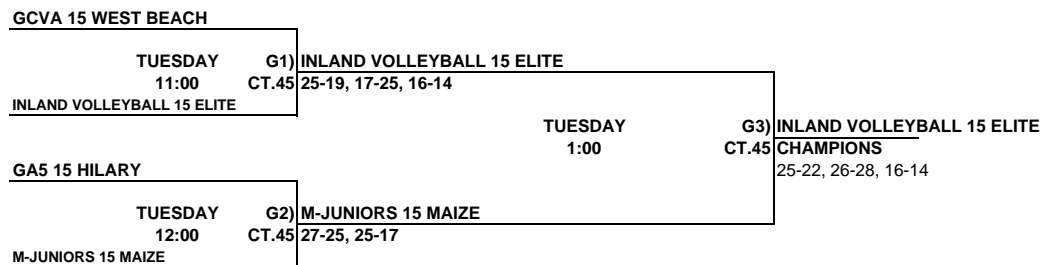 GCVA 15 WEST BEACH
TUESDAY G1) INLAND VOLLEYBALL 15 ELITE
11:00 CT.45 25-19, 17-25, 16-14
INLAND VOLLEYBALL 15 ELITE
TUESDAY G3) INLAND VOLLEYBALL 15 ELITE
1:00 CT.45 CHAMPIONS
GA5 15 HILARY 25-22, 26-28, 16-14
TUESDAY G2) M-JUNIORS 15 MAIZE
12:00 CT.45 27-25, 25-17
M-JUNIORS 15 MAIZE